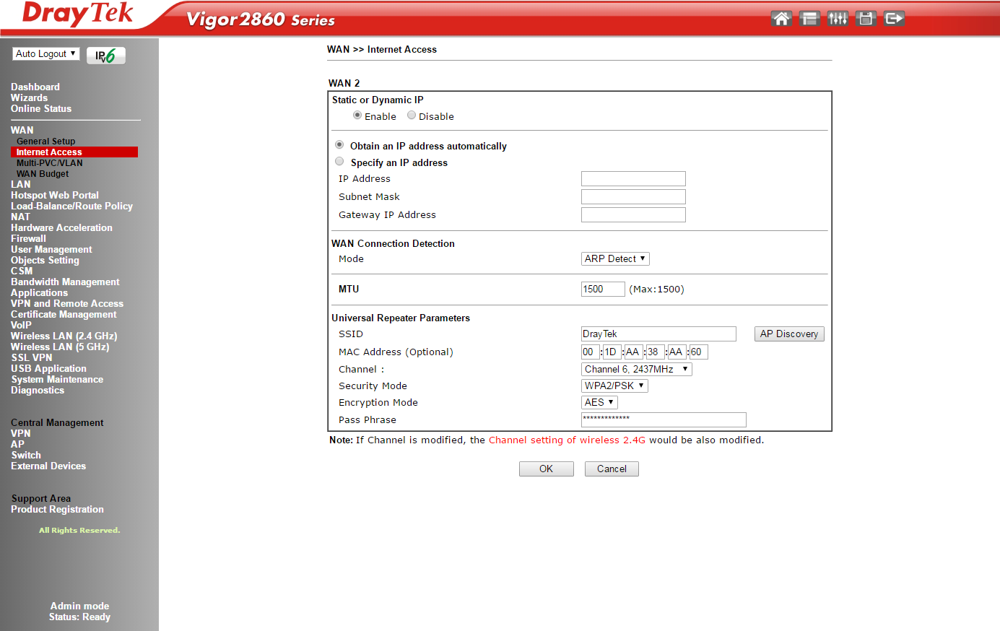 DrayTek
Vigor2860 Series
Auto Logout
IPv6
Dashboard
Wizards
Online Status
WAN
General Setup
Internet Access
Multi-PVC/VLAN
WAN Budget
LAN
Hotspot Web Portal
Load-Balance/Route Policy
NAT
Hardware Acceleration
Firewall
User Management
Objects Setting
CSM
Bandwidth Management
Applications
VPN and Remote Access
Certificate Management
VoIP
Wireless LAN (2.4 GHz)
Wireless LAN (5 GHz)
SSL VPN
USB Application
System Maintenance
Diagnostics
Central Management
VPN
AP
Switch
External Devices
Support Area
Product Registration
All Rights Reserved.
Admin mode
Status: Ready
WAN >> Internet Access
WAN 2
Static or Dynamic IP
Enable Disable
Obtain an IP address automatically
Specify an IP address
IP Address
Subnet Mask
Gateway IP Address
WAN Connection Detection
Mode ARP Detect
MTU 1500 (Max:1500)
Universal Repeater Parameters
SSID DrayTek AP Discovery
MAC Address (Optional) 00 :1D :AA :38 :AA :60
Channel : Channel 6, 2437MHz
Security Mode WPA2/PSK
Encryption Mode AES
Pass Phrase *************
Note: If Channel is modified, the Channel setting of wireless 2.4G would be also modified.
OK Cancel